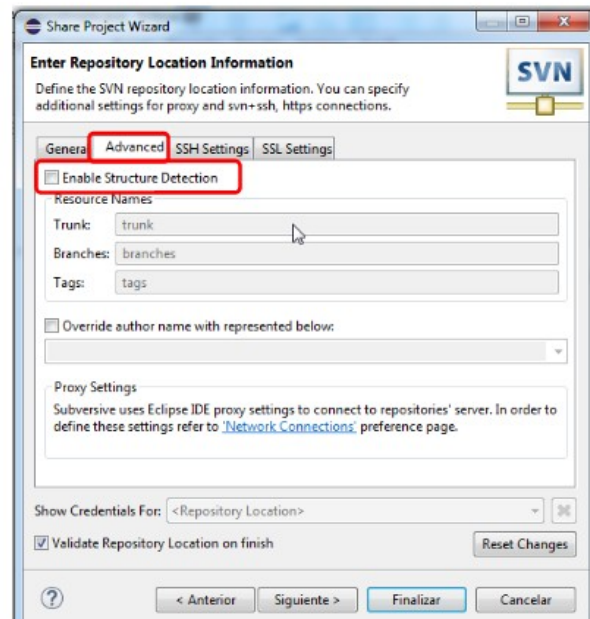 Share Project Wizard
Enter Repository Location Information
Define the SVN repository location information. You can specify
additional settings for proxy and svn+ssh, https connections.
SVN
General Advanced SSH Settings SSL Settings
Enable Structure Detection
Resource Names
Trunk: trunk
Branches: branches
Tags: tags
Override author name with represented below:
Proxy Settings
Subversive uses Eclipse IDE proxy settings to connect to repositories' server. In order to
define these settings refer to 'Network Connections' preference page.
Show Credentials For: <Repository Location>
Validate Repository Location on finish
Reset Changes
< Anterior Siguiente > Finalizar Cancelar